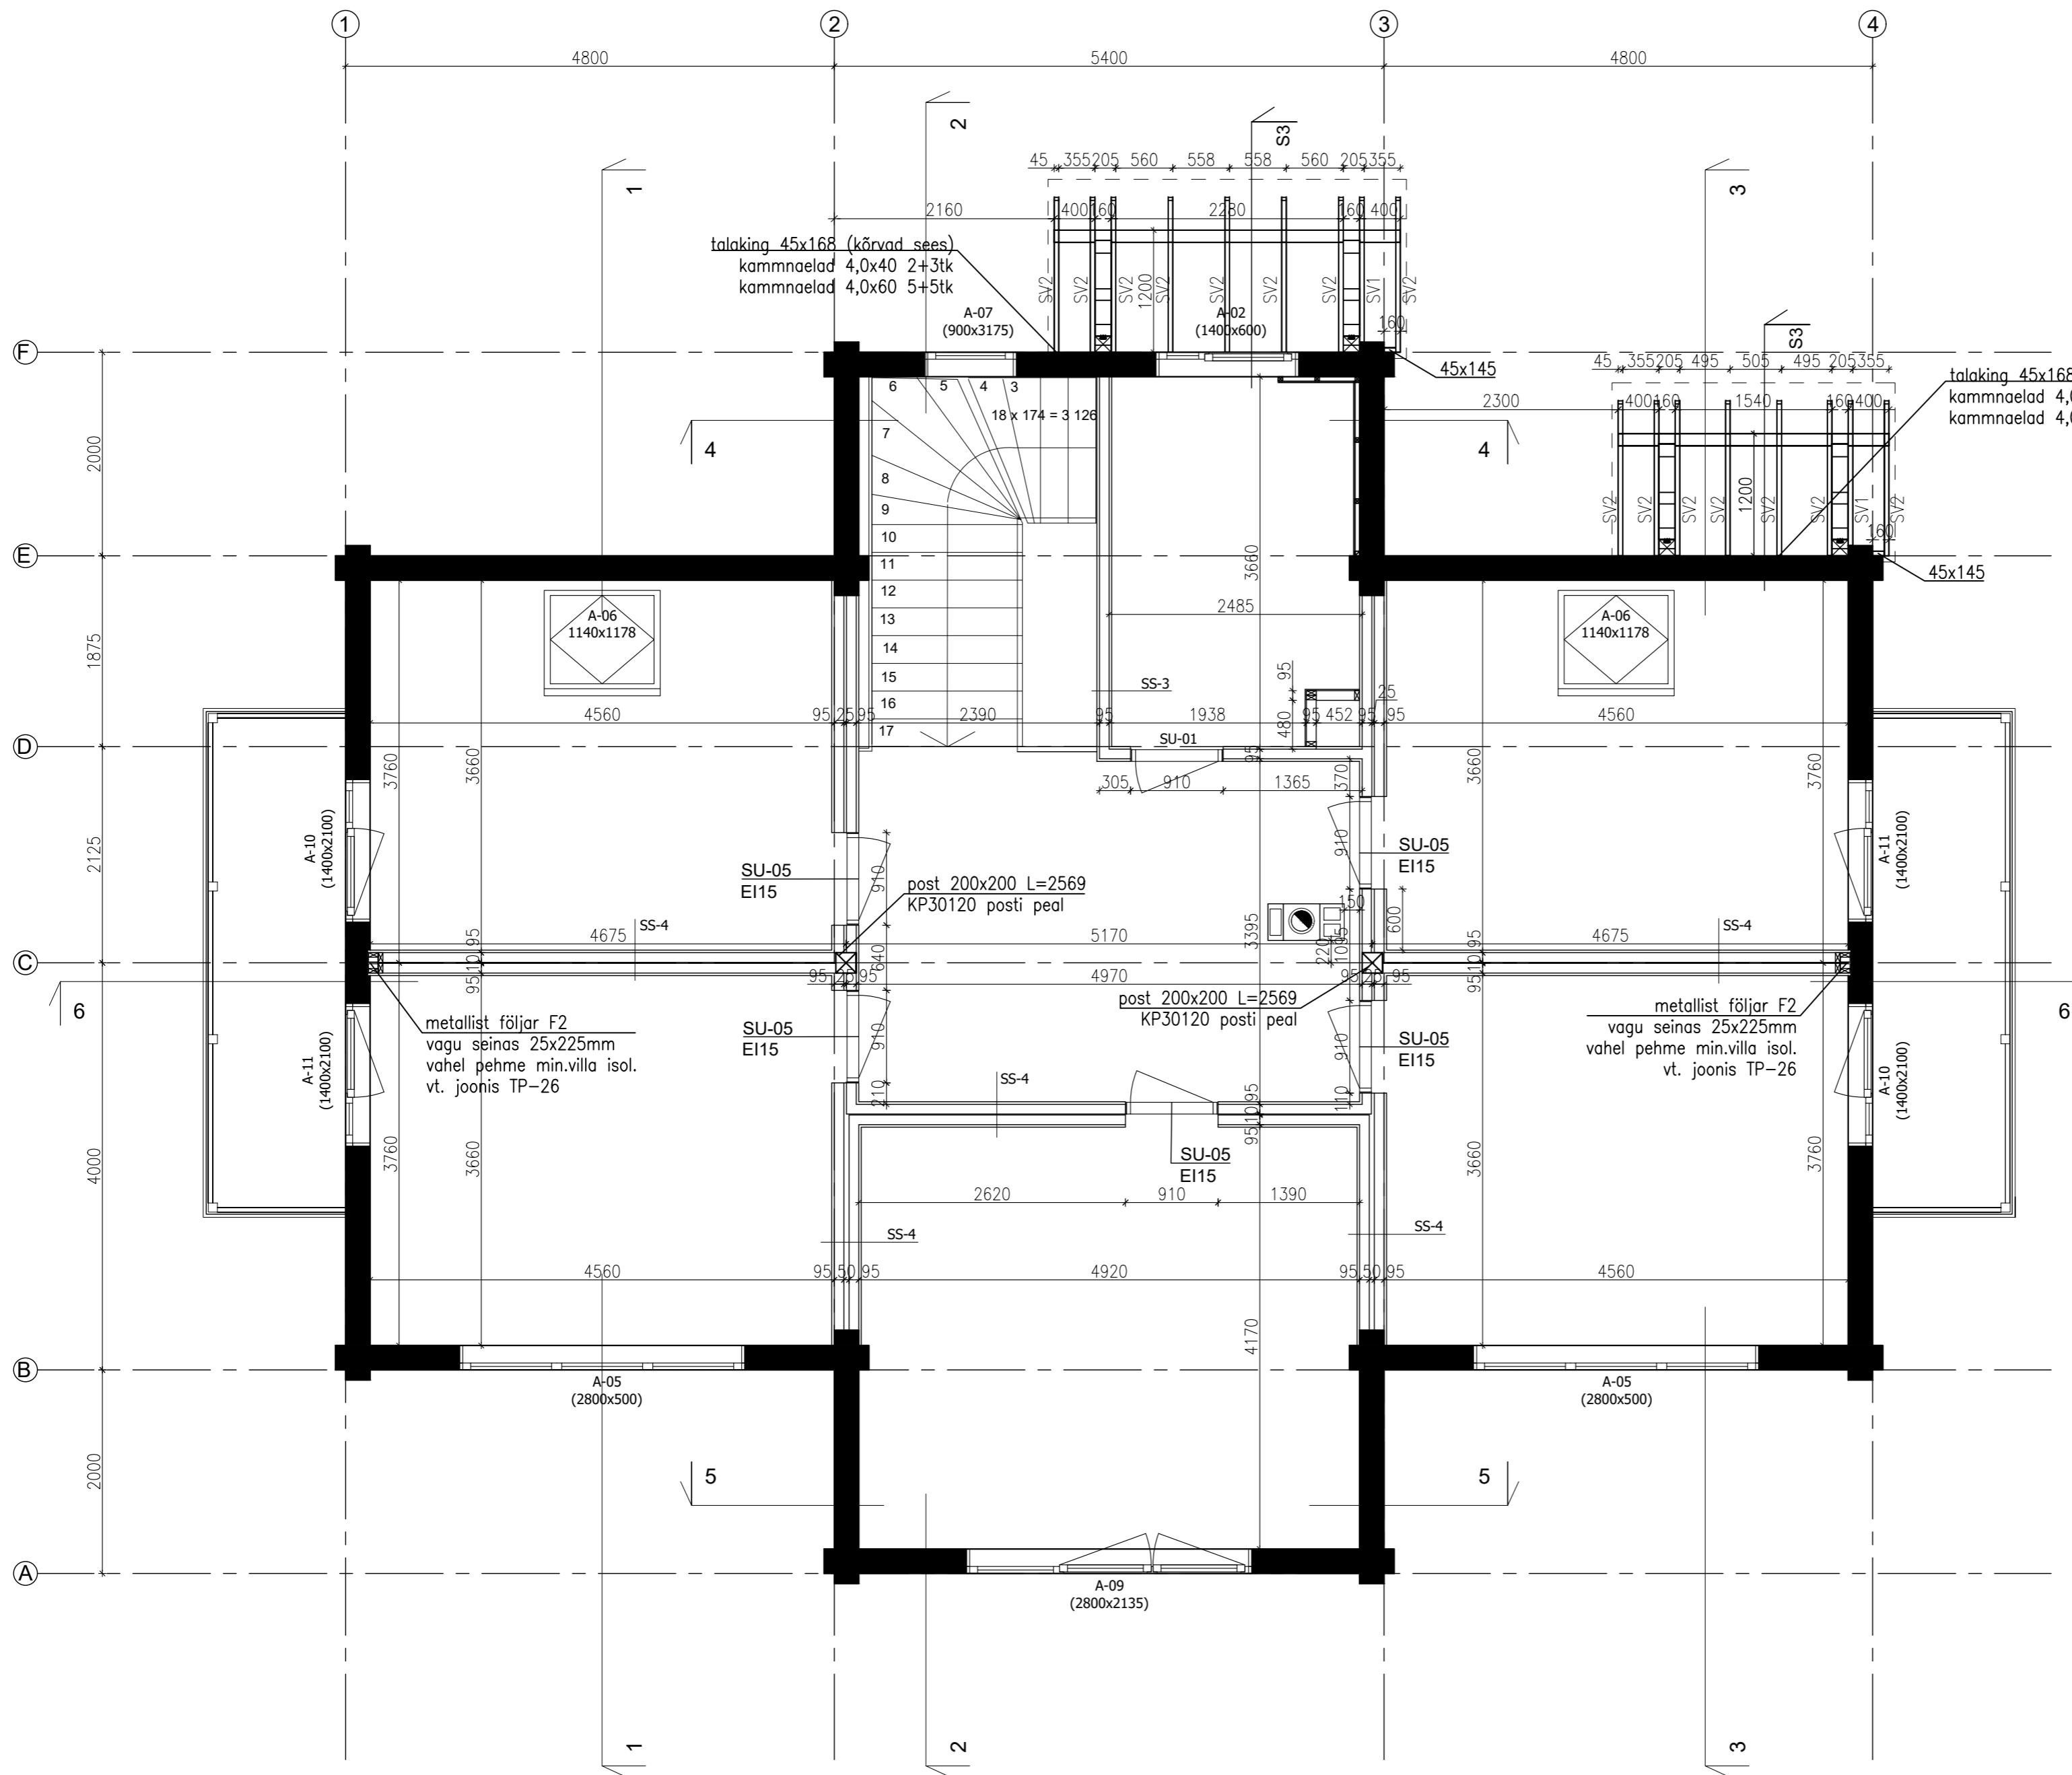 1 2 3 4
4800 5400 4800
2 S3
1 3
45 355 205 560 558 558 560 205 355
2160 400 160 2280 160 400
talaking 45x168 (kõrvad sees)
kammnaelad 4,0x40 2+3tk
kammnaelad 4,0x60 5+5tk
SV2 SV2 SV2 SV2 SV2 SV2 SV2 SV1 SV2
1200
160
A-07
(900x3175)
A-02
(1400x600)
F
45x145
S3
45 355 205 495 505 495 205 355
2300 400 160 1540 160 400
talaking 45x168
kammnaelad 4,
kammnaelad 4,
SV2 SV2 SV2 SV2 SV2 SV2 SV1 SV2
1200
160
45x145
6 5 4 3
18 x 174 = 3 126
7
8
9
10
11
12
13
14
15
16
17
2000
4 4
E
3660
2485
A-06
1140x1178
A-06
1140x1178
1875
SS-3
95
25
480
4560 95 25 95 2390 95 1938 95 452 95 95 4560
D
SU-01
95
305 910 1365
370
3760 3660
3660 3760
2125
A-10
(1400x2100)
A-11
(1400x2100)
SU-05
EI15
910
SU-05
EI15
910
post 200x200 L=2569
KP30120 posti peal
150
600
3395
1095
220
640
SS-4
SS-4
4675 5170 4675
95 10 95
95 10 95
C
95 25 95 4970 95 25 95
6 6
post 200x200 L=2569
KP30120 posti peal
metallist följar F2
vagu seinas 25x225mm
vahel pehme min.villa isol.
vt. joonis TP-26
metallist följar F2
vagu seinas 25x225mm
vahel pehme min.villa isol.
vt. joonis TP-26
SU-05
EI15
910
SU-05
EI15
910
A-11
(1400x2100)
A-10
(1400x2100)
SS-4
210
110
95 10 95
SU-05
EI15
4000
3760 3660
3660 3760
2620 910 1390
SS-4
SS-4
4560 95 50 95 4920 95 50 95 4560
4170
B
A-05
(2800x500)
A-05
(2800x500)
2000
5 5
A
A-09
(2800x2135)
1 2 3